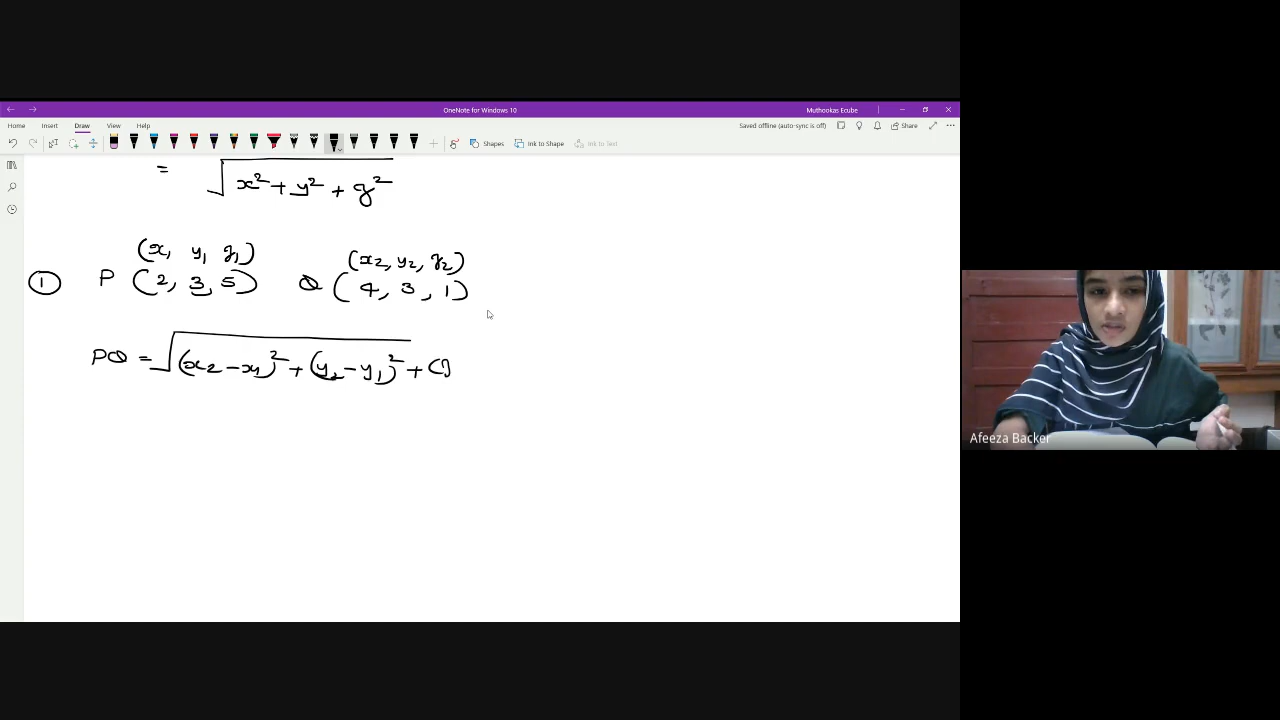 OneNote for Windows 10
Muthookas Ecube
Home Insert Draw View Help
Saved offline (auto-sync is off) Share
Shapes Ink to Shape Ink to Text
= √x² + y² + z²
(x₁ y₁ z₁) (x₂, y₂, z₂)
① P (2, 3, 5) Q (4, 3, 1)
PQ = √(x₂ - x₁)² + (y₂ - y₁)² + (z
Afeeza Backer